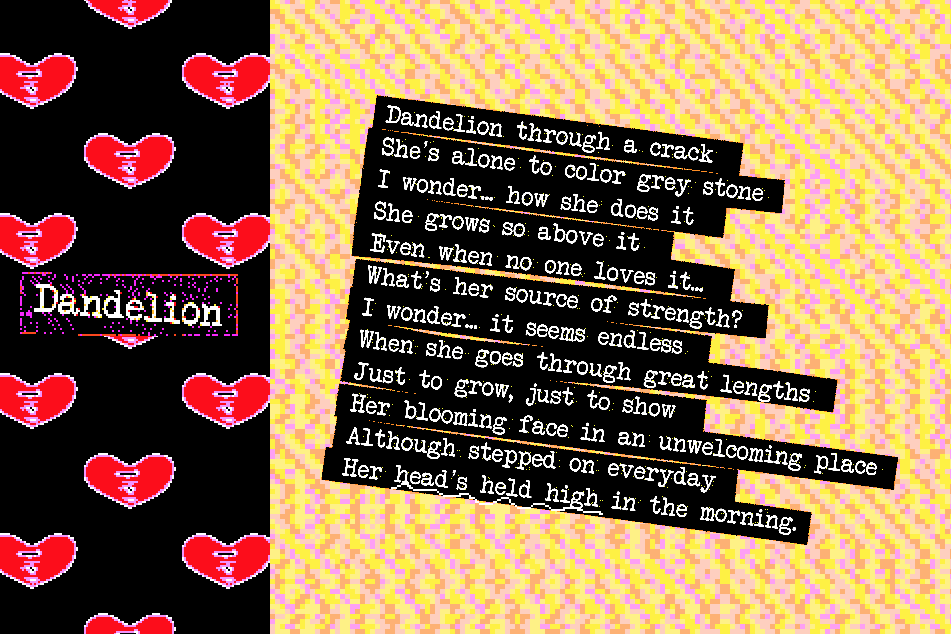 Dandelion
Dandelion through a crack
She's alone to color grey stone
I wonder... how she does it
She grows so above it
Even when no one loves it...
What's her source of strength?
I wonder... it seems endless
When she goes through great lengths
Just to grow, just to show
Her blooming face in an unwelcoming place
Although stepped on everyday
Her head's held high in the morning.